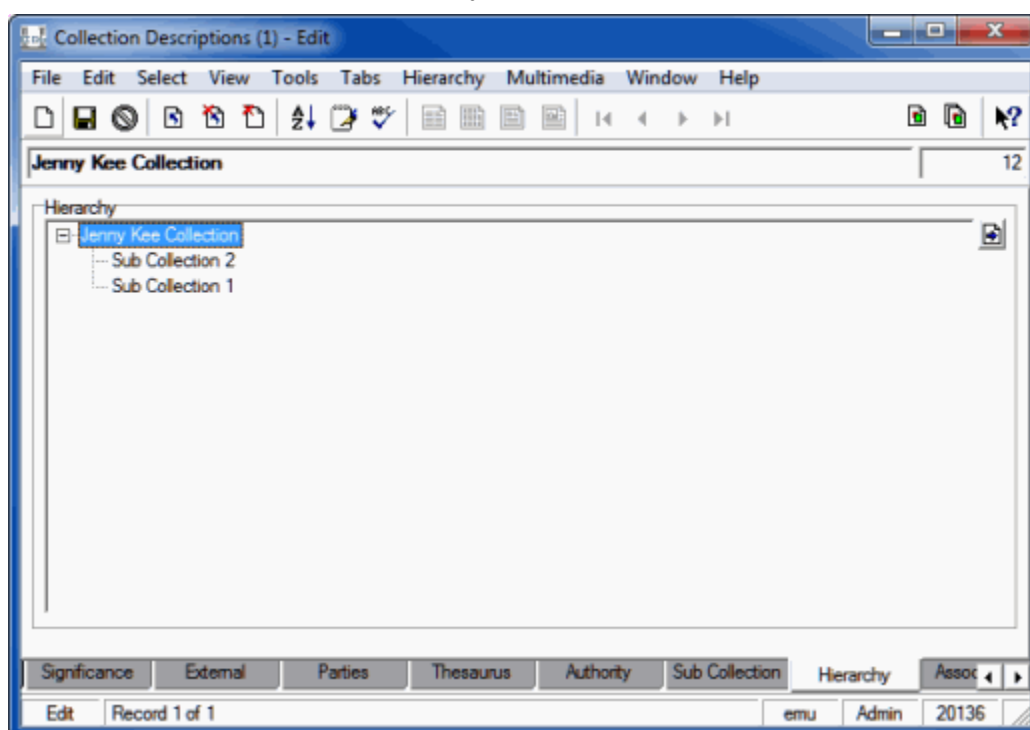 Collection Descriptions (1) - Edit
File Edit Select View Tools Tabs Hierarchy Multimedia Window Help
Jenny Kee Collection 12
Hierarchy
Jenny Kee Collection
Sub Collection 2
Sub Collection 1
Significance External Parties Thesaurus Authority Sub Collection Hierarchy Assoc
Edit Record 1 of 1 emu Admin 20136